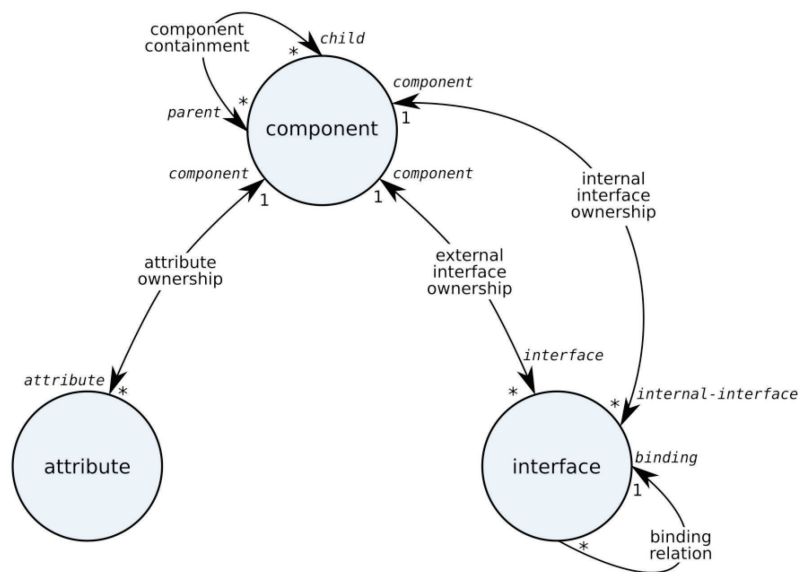 component
containment
child
*
*
parent
component
component
1
component
1
component
1
internal
interface
ownership
attribute
ownership
external
interface
ownership
interface
*
attribute
*
*
internal-interface
attribute
interface
binding
1
*
binding
relation